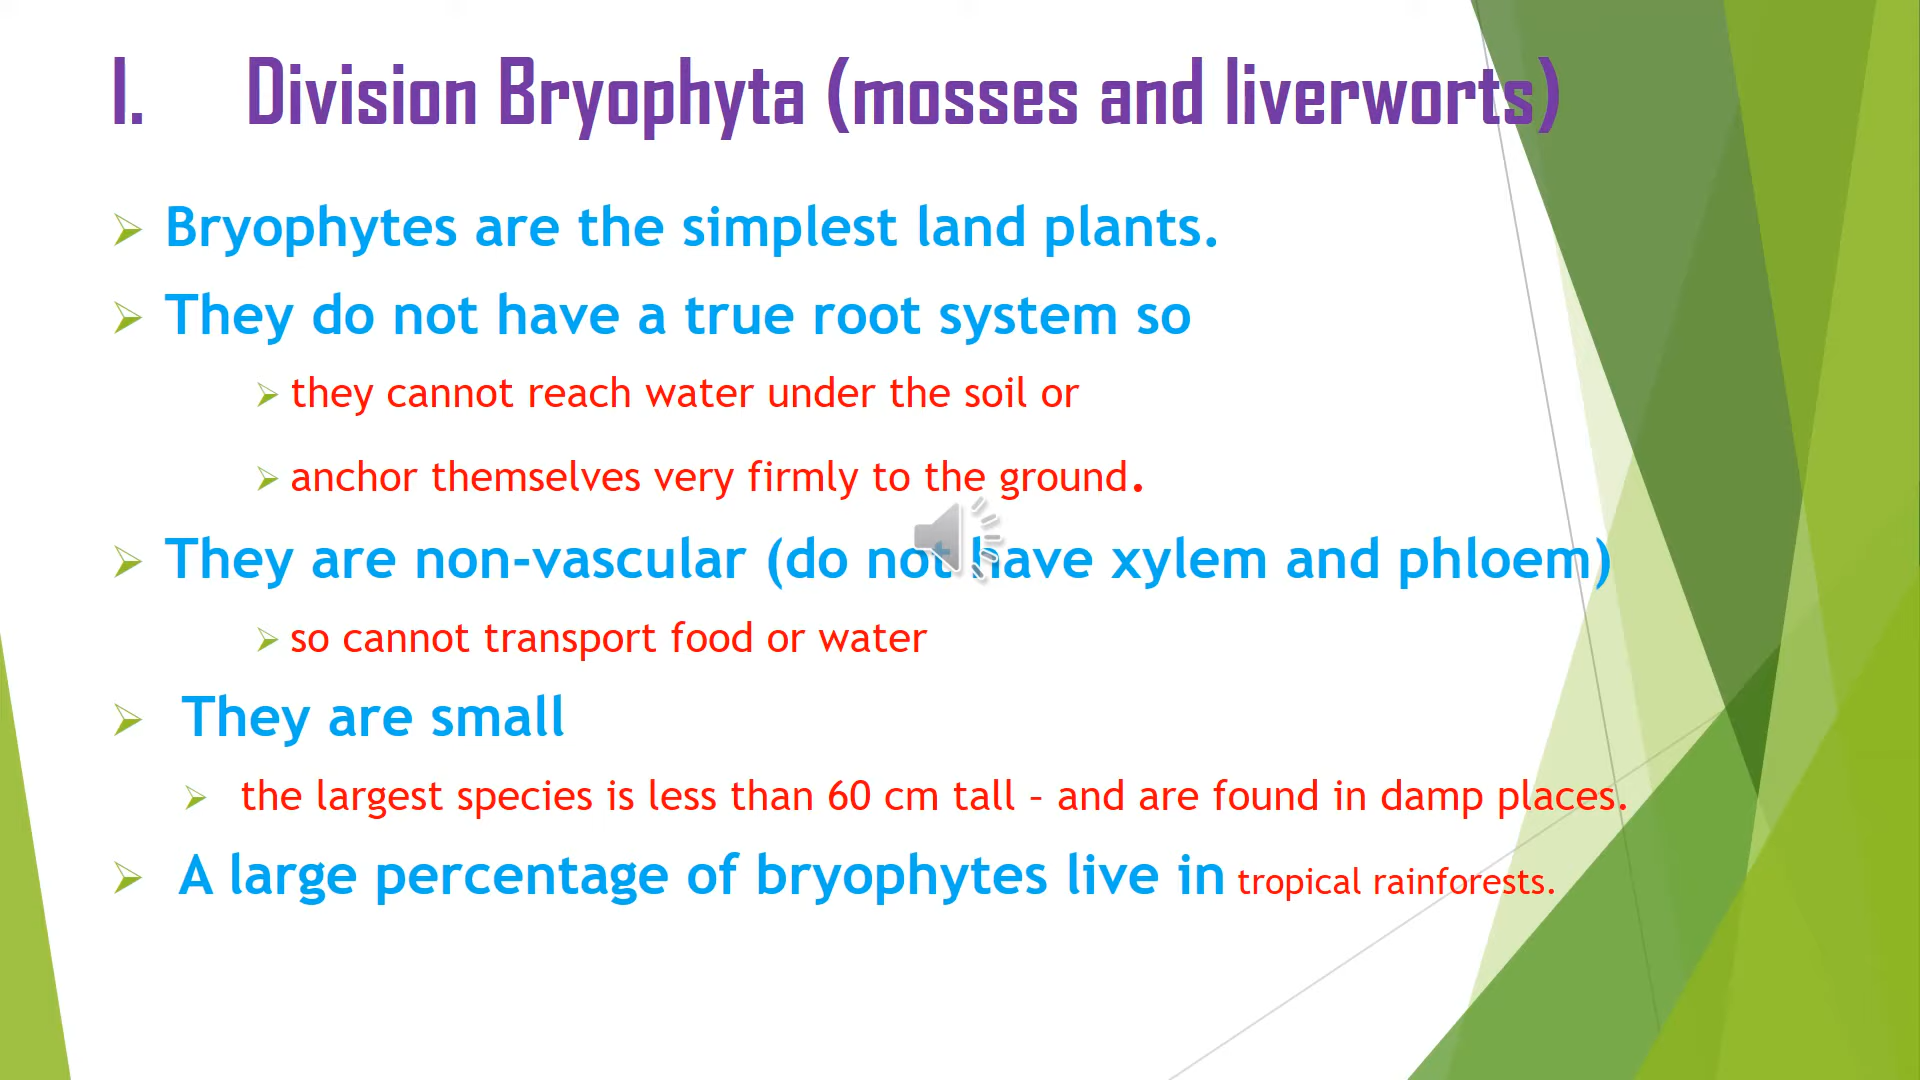 I. Division Bryophyta (mosses and liverworts)
Bryophytes are the simplest land plants.
They do not have a true root system so
they cannot reach water under the soil or
anchor themselves very firmly to the ground.
They are non-vascular (do not have xylem and phloem)
so cannot transport food or water
They are small
the largest species is less than 60 cm tall – and are found in damp places.
A large percentage of bryophytes live in tropical rainforests.